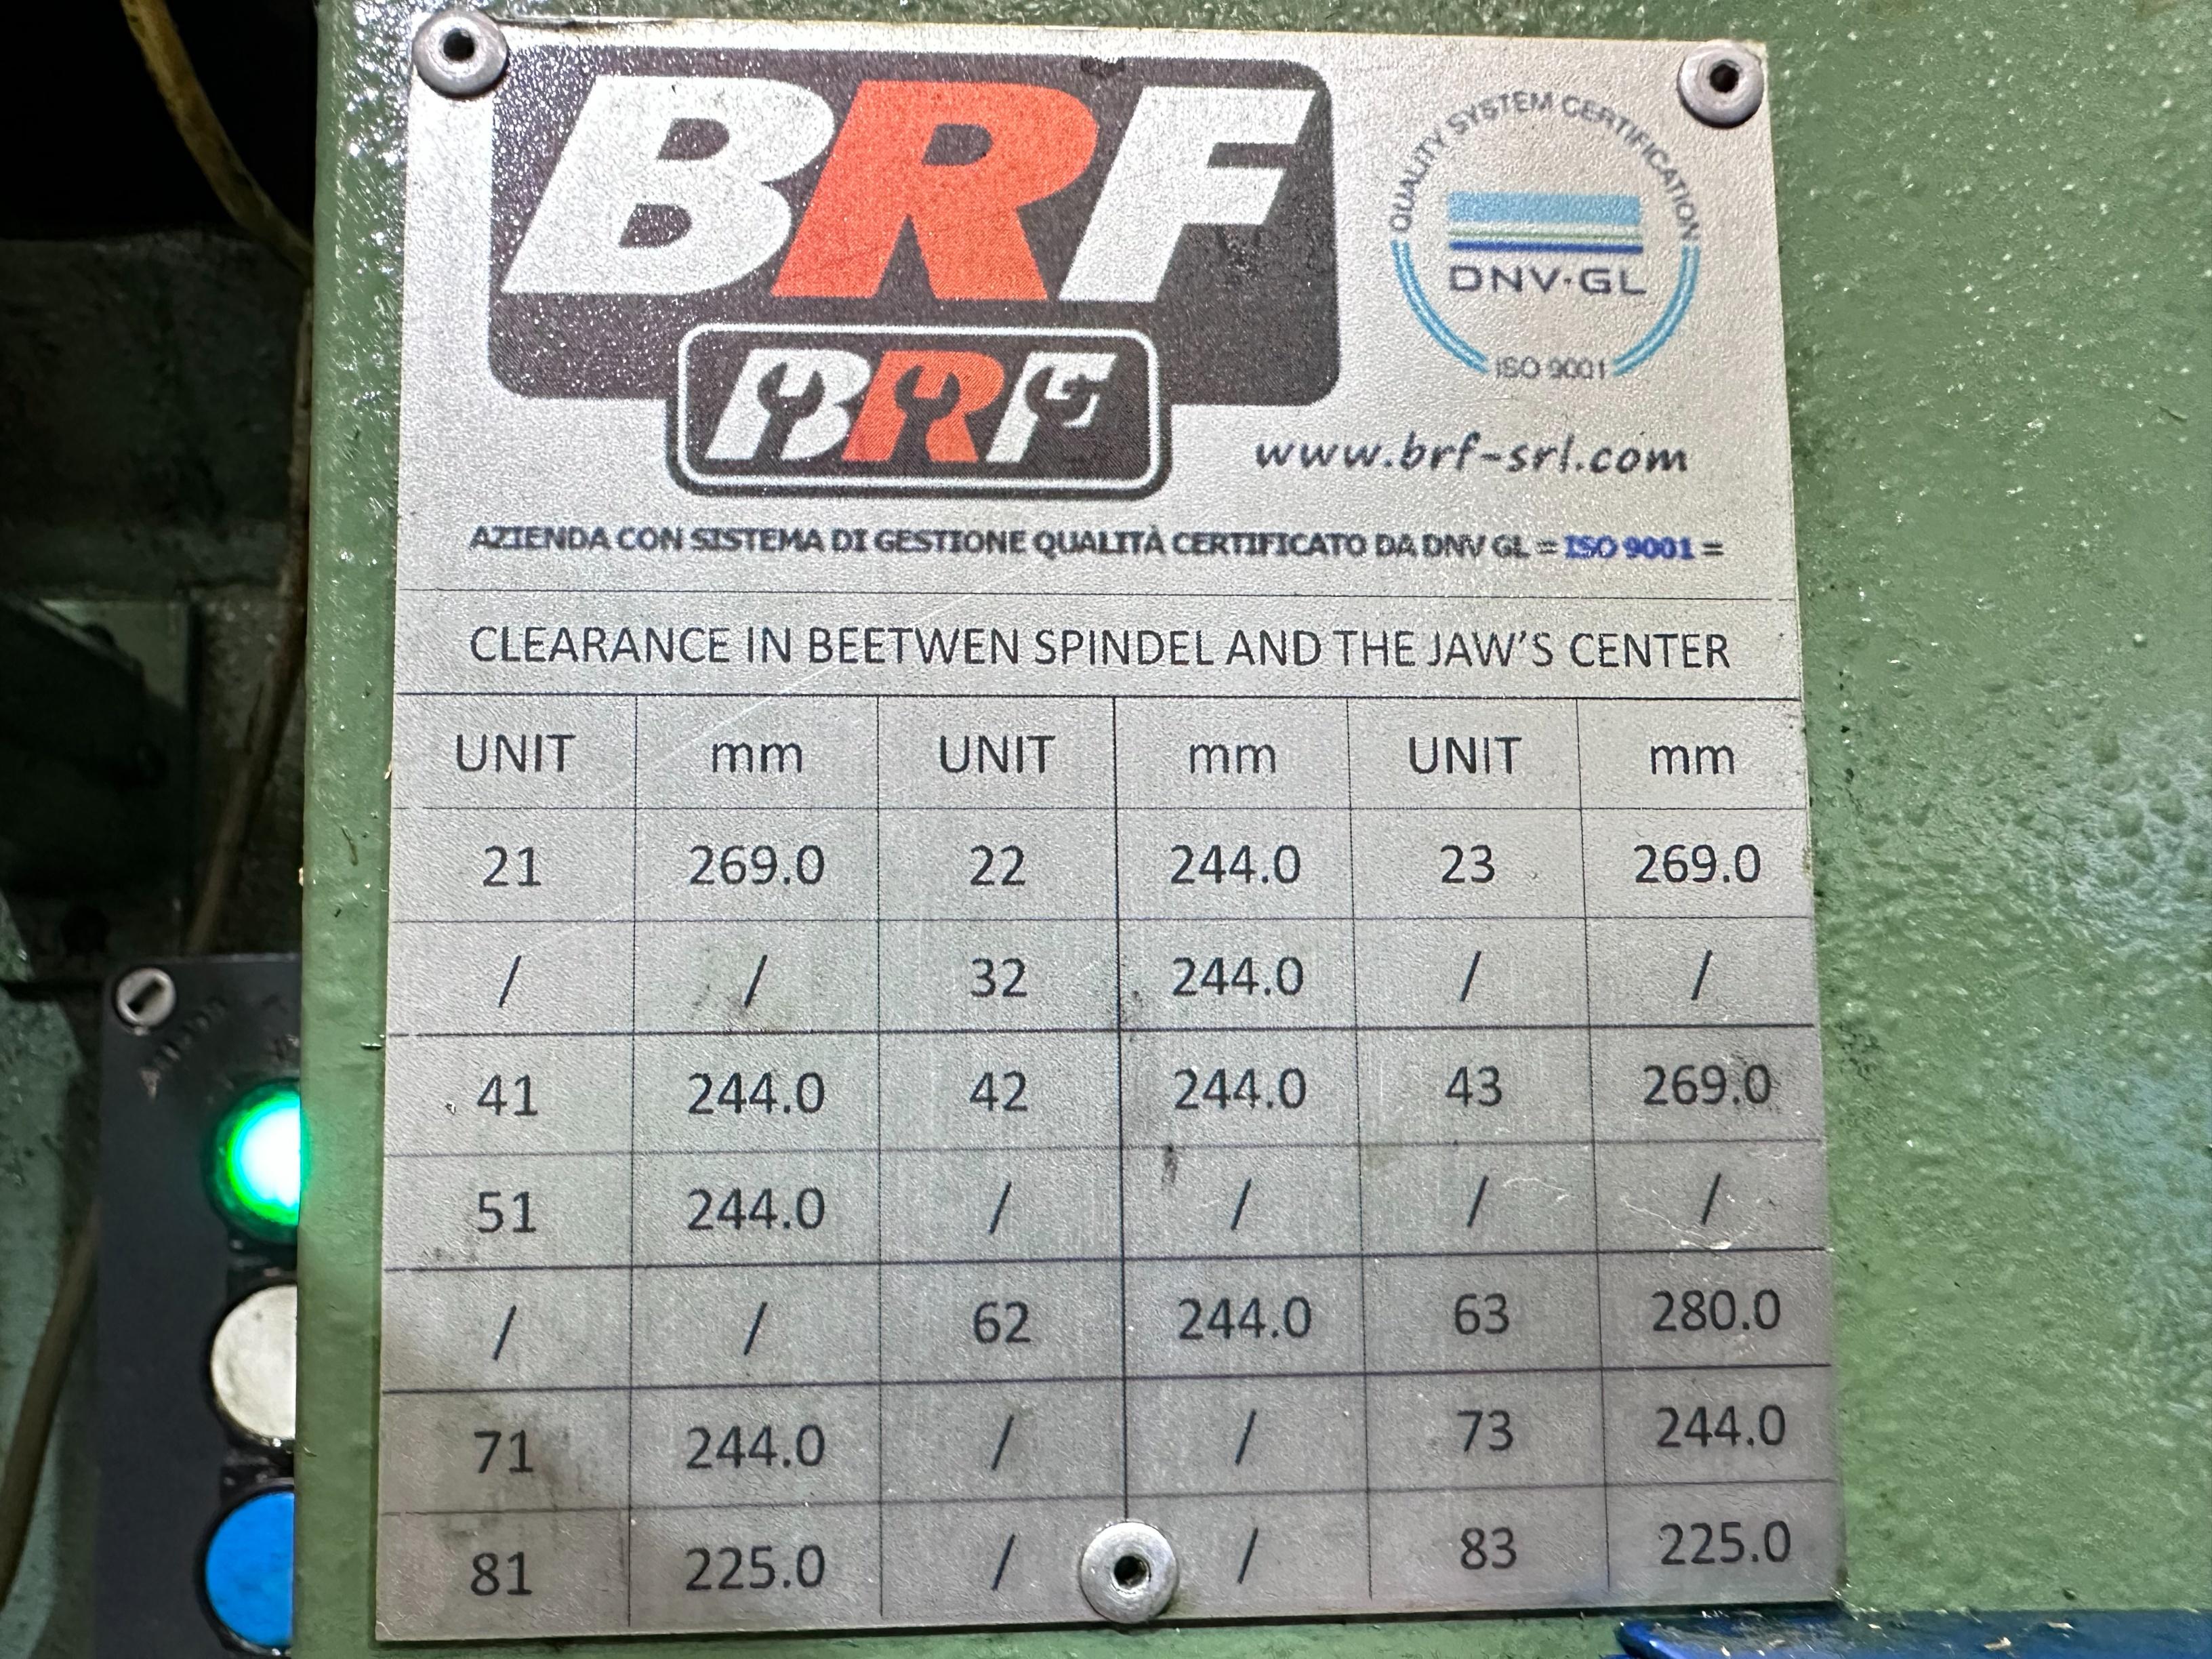 BRF
QUALITY SYSTEM CERTIFICATION
DNV·GL
ISO 9001
BRF
www.brf-srl.com
AZIENDA CON SISTEMA DI GESTIONE QUALITÀ CERTIFICATO DA DNV GL = ISO 9001 =
CLEARANCE IN BEETWEN SPINDEL AND THE JAW'S CENTER
UNIT mm UNIT mm UNIT mm
21 269.0 22 244.0 23 269.0
/ / 32 244.0 / /
41 244.0 42 244.0 43 269.0
51 244.0 / / / /
/ / 62 244.0 63 280.0
71 244.0 / / 73 244.0
81 225.0 / / 83 225.0